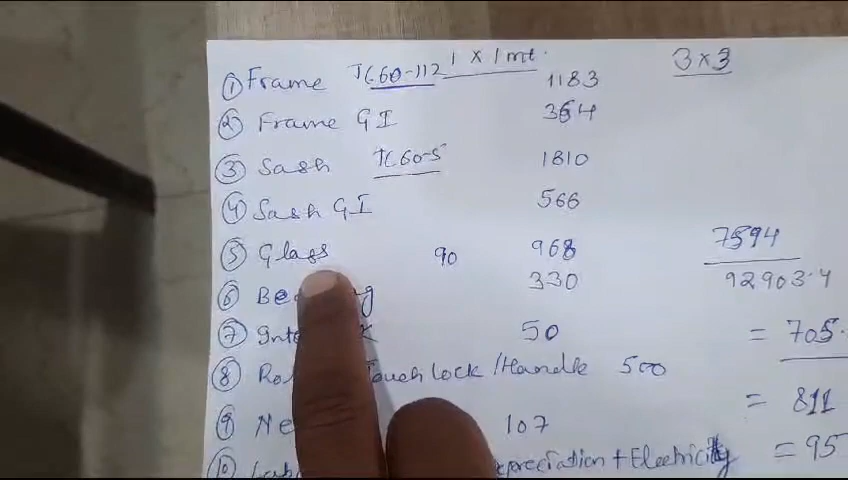 ① Frame TC60-112 1 x 1 mt. 1183 3x3
② Frame GI 364
③ Sash TC60-5 1810
④ Sash GI 566
⑤ Glass 90 968 7594
⑥ 330 92903.4
⑦ 50 = 705.
⑧ Touch lock / Handle 500
⑨ 107 = 811
⑩ + Electricity = 95